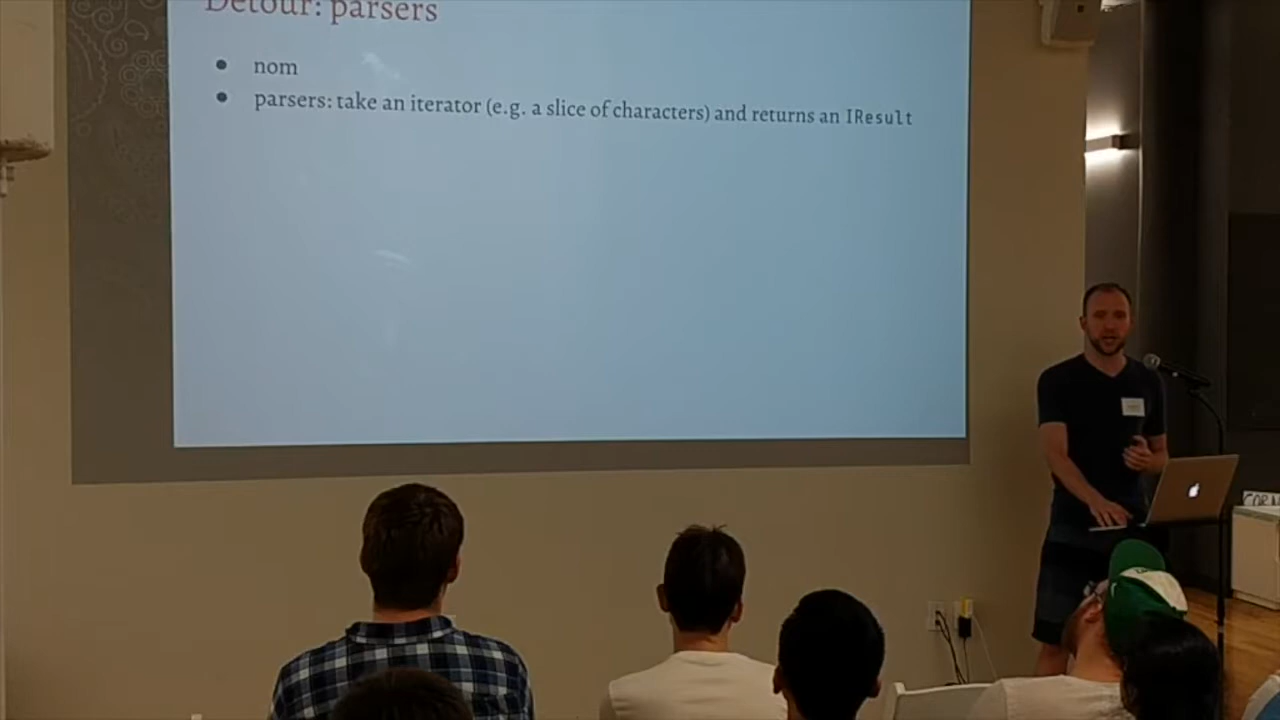 Detour: parsers
nom
parsers: take an iterator (e.g. a slice of characters) and returns an IResult